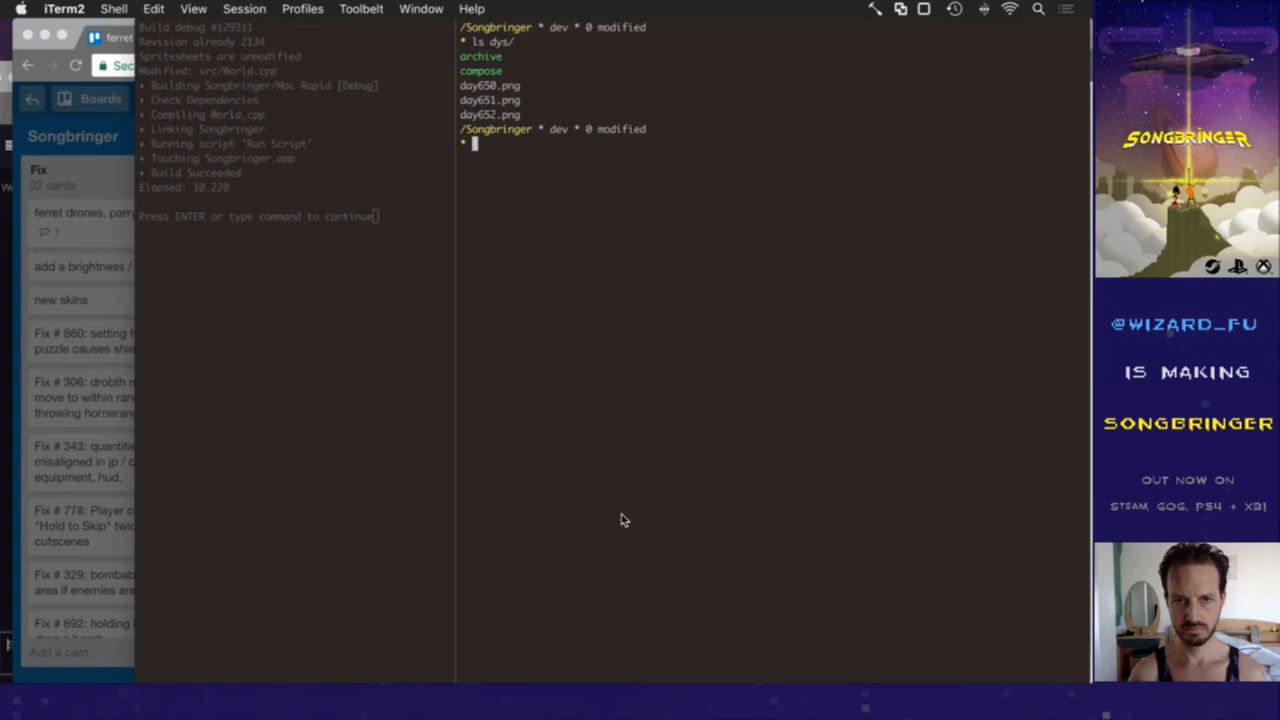 iTerm2 Shell Edit View Session Profiles Toolbelt Window Help
ferret
Sec
Boards
Songbringer
Fix
32 cards
ferret drones, parry
1
add a brightness /
new skins
Fix # 860: setting f
puzzle causes shie
Fix # 306: drobth n
move to within ran
throwing hornerang
Fix # 343: quantitie
misaligned in jp / c
equipment, hud,
Fix # 778: Player ca
"Hold to Skip" twic
cutscenes
Fix # 329: bombab
area if enemies are
Fix # 692: holding
Add a card...
Build debug #129311
Revision already 2134
Spritesheets are unmodified
Modified: src/World.cpp
Building Songbringer/Mac Rapid [Debug]
Check Dependencies
Compiling World.cpp
Linking Songbringer
Running script 'Run Script'
Touching Songbringer.app
Build Succeeded
Elapsed: 10.220
Press ENTER or type command to continue
/Songbringer * dev * 0 modified
* ls dys/
archive
compose
day650.png
day651.png
day652.png
/Songbringer * dev * 0 modified
*
SONGBRINGER
@WIZARD_FU
IS MAKING
SONGBRINGER
OUT NOW ON
STEAM, GOG, PS4 + XB1